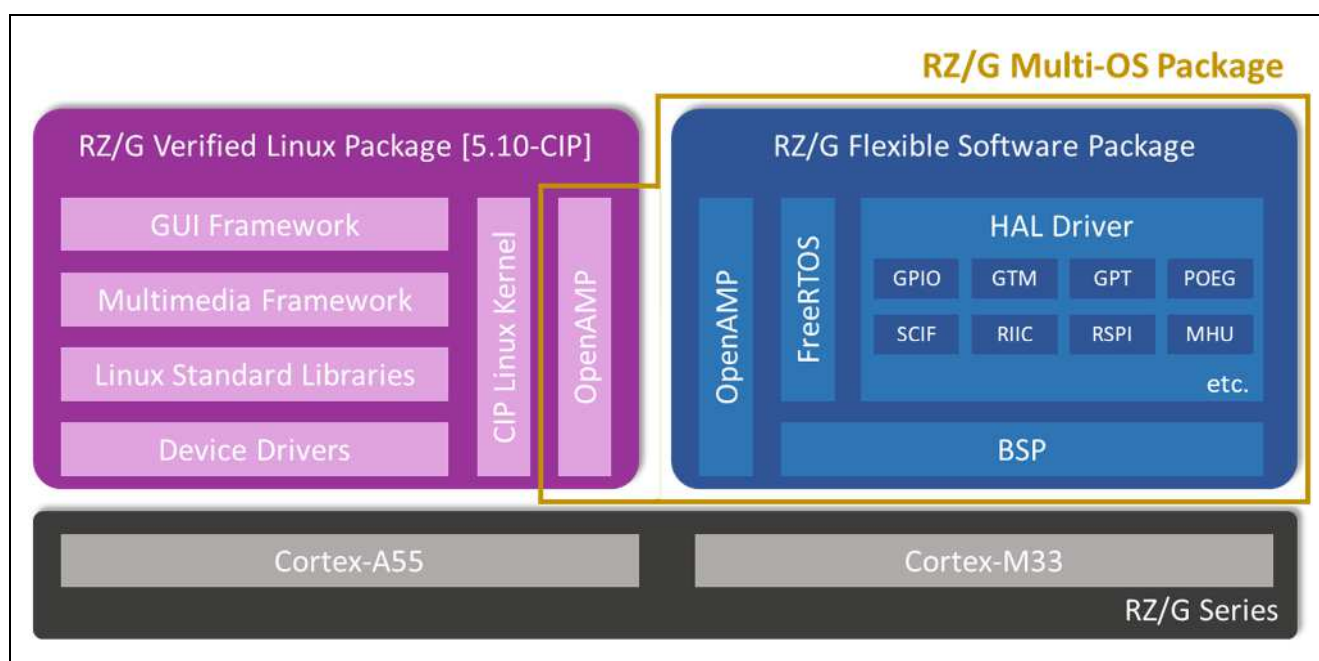 RZ/G Multi-OS Package
RZ/G Verified Linux Package [5.10-CIP]
GUI Framework
Multimedia Framework
Linux Standard Libraries
Device Drivers
CIP Linux Kernel
OpenAMP
RZ/G Flexible Software Package
OpenAMP
FreeRTOS
HAL Driver
GPIO GTM GPT POEG
SCIF RIIC RSPI MHU
etc.
BSP
Cortex-A55
Cortex-M33
RZ/G Series